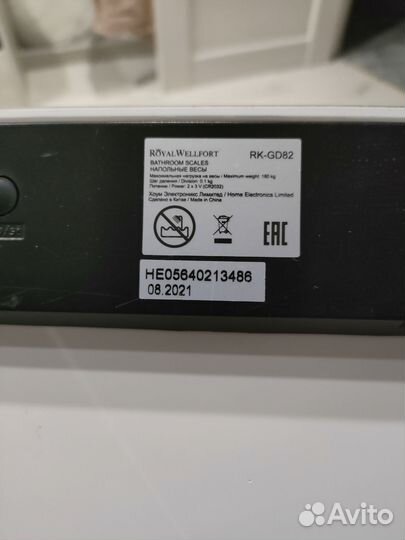 ROYAL WELLFORT RK-GD82
BATHROOM SCALES
НАПОЛЬНЫЕ ВЕСЫ
Максимальная нагрузка на весы / Maximum weight: 180 kg
Шаг деления / Division: 0.1 kg
Питание / Power: 2 x 3 V (CR2032)
Хоум Электроникс Лимитед / Home Electronics Limited
Сделано в Китае / Made in China
EAC
HE05640213486
08.2021
Avito